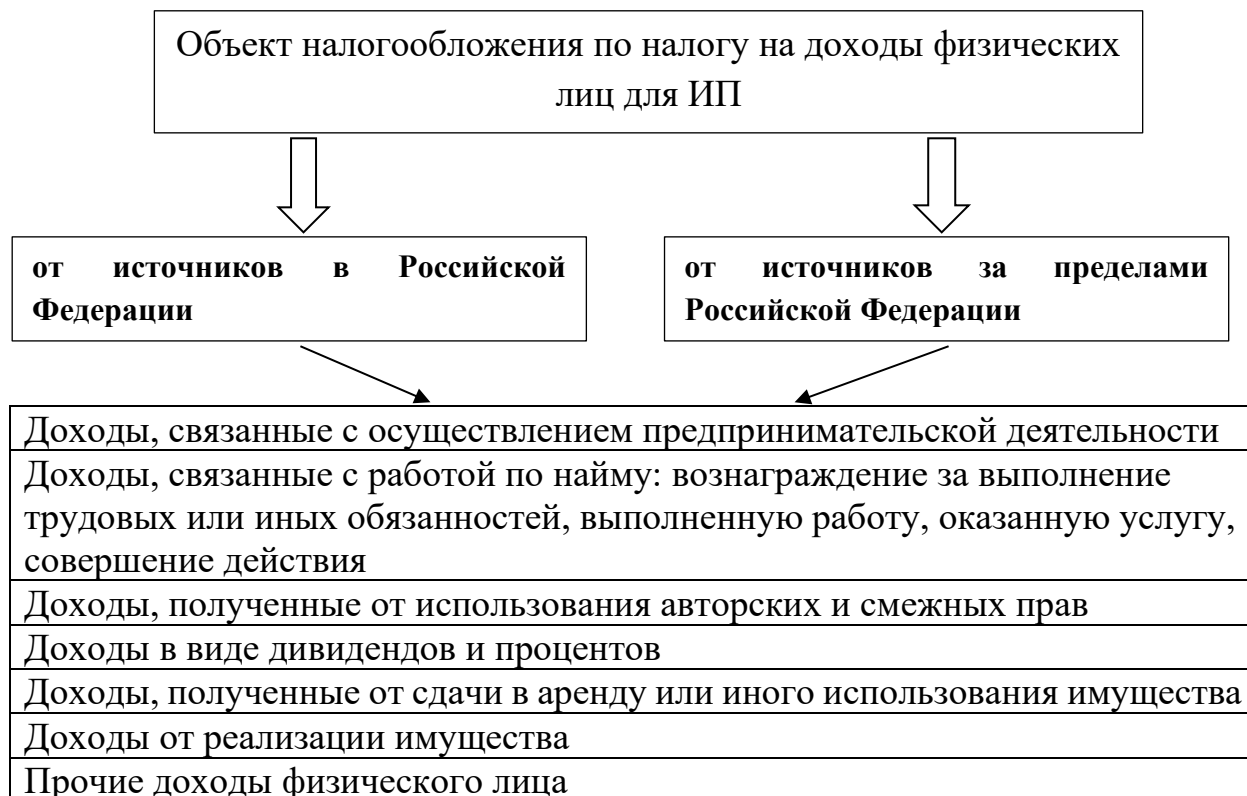 Объект налогообложения по налогу на доходы физических
лиц для ИП
от источников в Российской
Федерации
от источников за пределами
Российской Федерации
Доходы, связанные с осуществлением предпринимательской деятельности
Доходы, связанные с работой по найму: вознаграждение за выполнение
трудовых или иных обязанностей, выполненную работу, оказанную услугу,
совершение действия
Доходы, полученные от использования авторских и смежных прав
Доходы в виде дивидендов и процентов
Доходы, полученные от сдачи в аренду или иного использования имущества
Доходы от реализации имущества
Прочие доходы физического лица